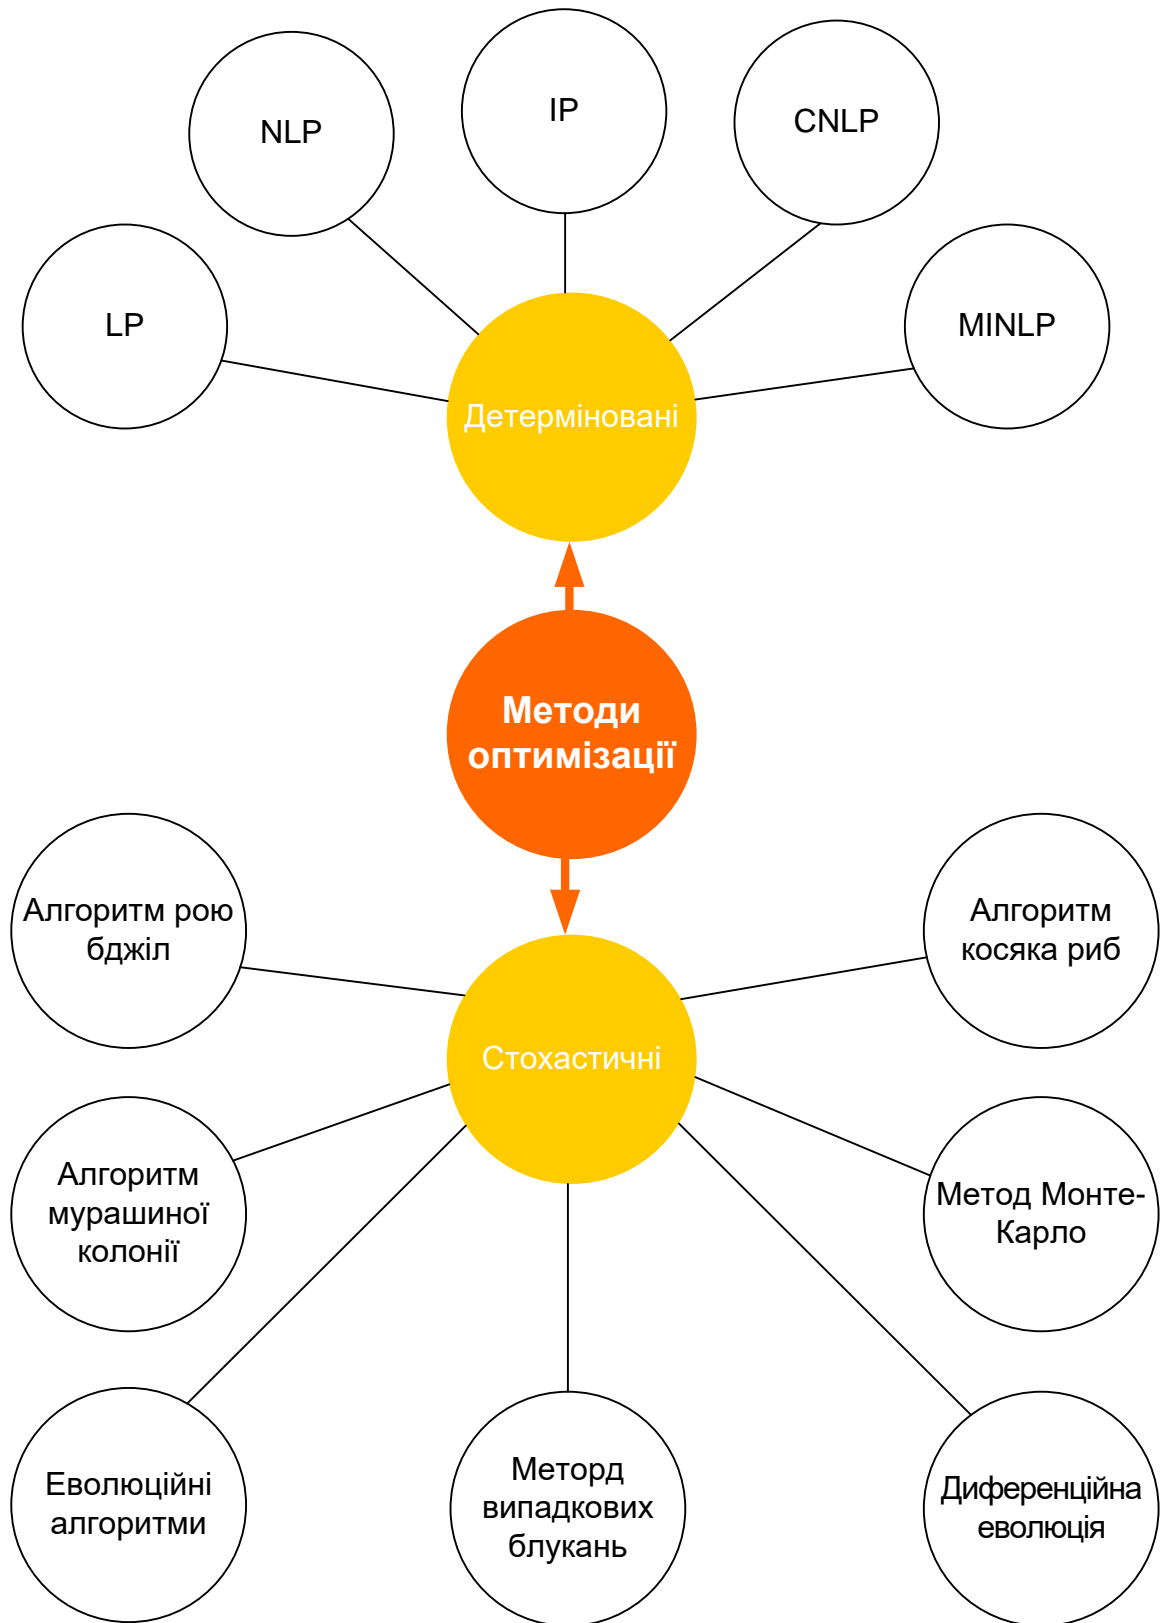 IP
CNLP
NLP
LP
MINLP
Детерміновані
Методи
оптимізації
Алгоритм рою
бджіл
Алгоритм
косяка риб
Стохастичні
Алгоритм
мурашиної
колонії
Метод Монте-
Карло
Еволюційні
алгоритми
Меторд
випадкових
блукань
Диференційна
еволюція